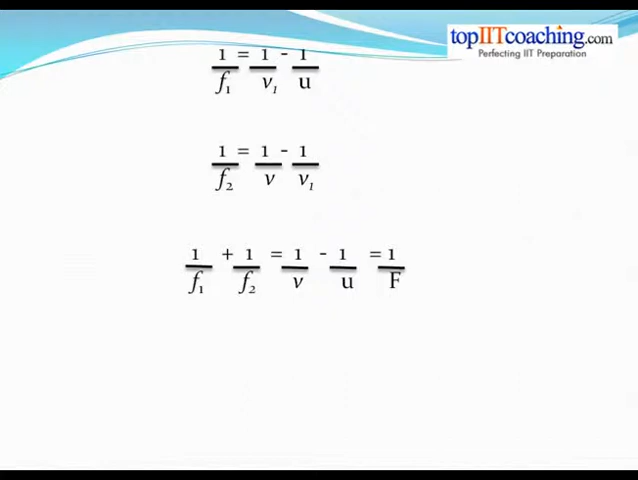 topIITcoaching.com
Perfecting IIT Preparation
1 = 1 - 1
f₁ v₁ u
1 = 1 - 1
f₂ v v₁
1 + 1 = 1 - 1 = 1
f₁ f₂ v u F